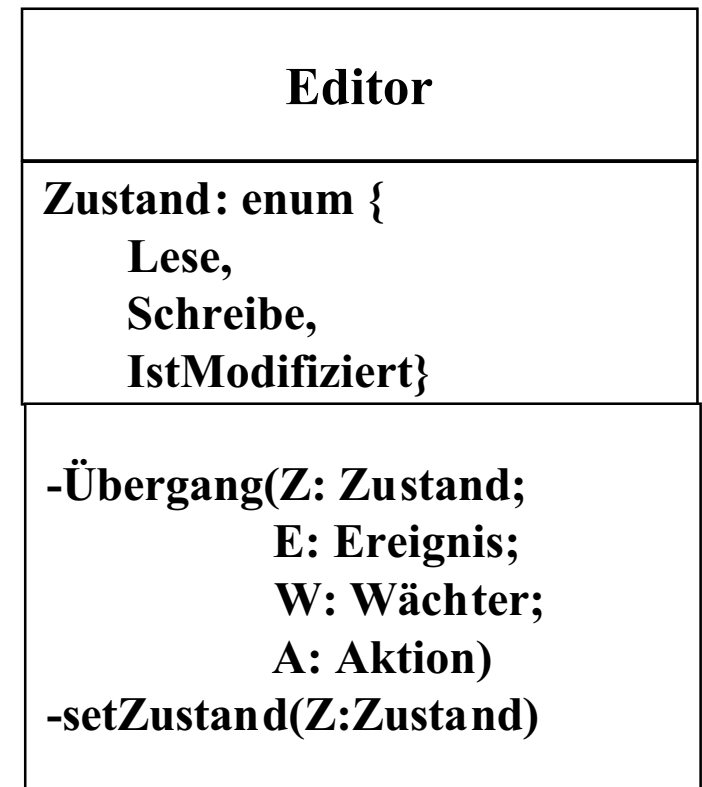 Editor
Zustand: enum {
Lese,
Schreibe,
IstModifiziert}
-Übergang(Z: Zustand;
E: Ereignis;
W: Wächter;
A: Aktion)
-setZustand(Z:Zustand)